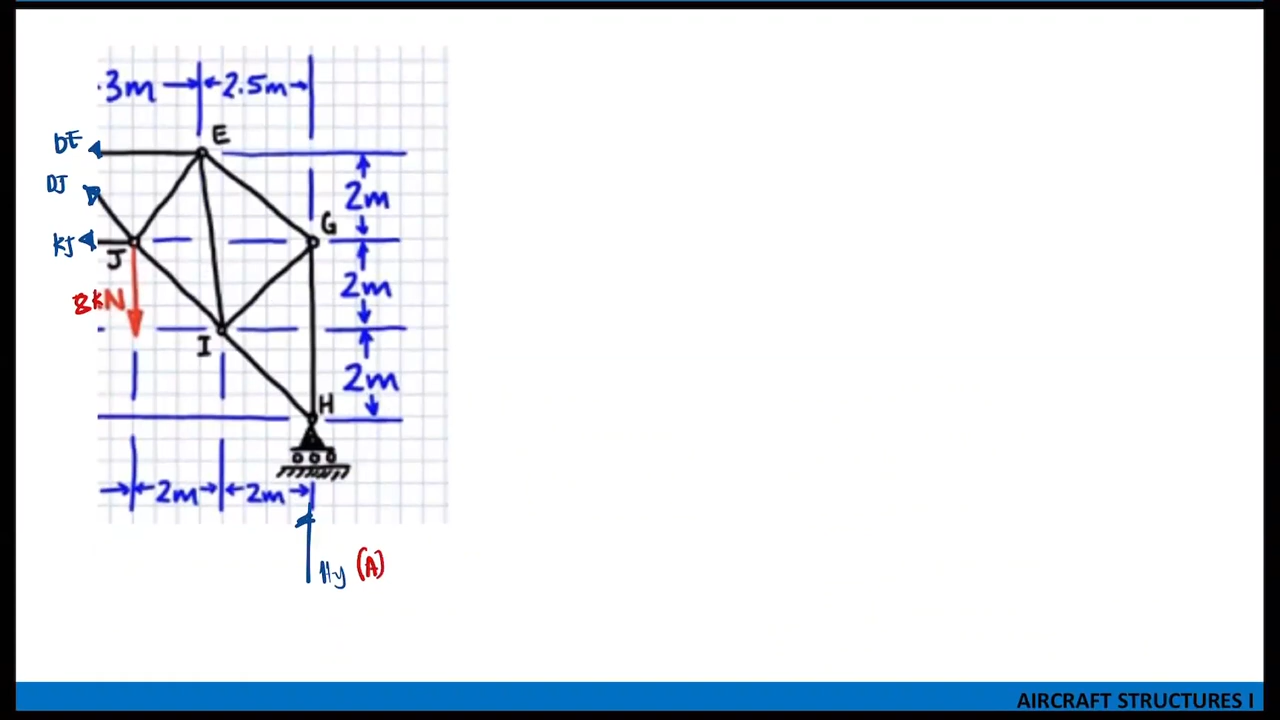 .3m 2.5m
DE
E
DJ
2m
G
KJ
J
8kN
2m
I
2m
H
2m 2m
Hy (A)
AIRCRAFT STRUCTURES I